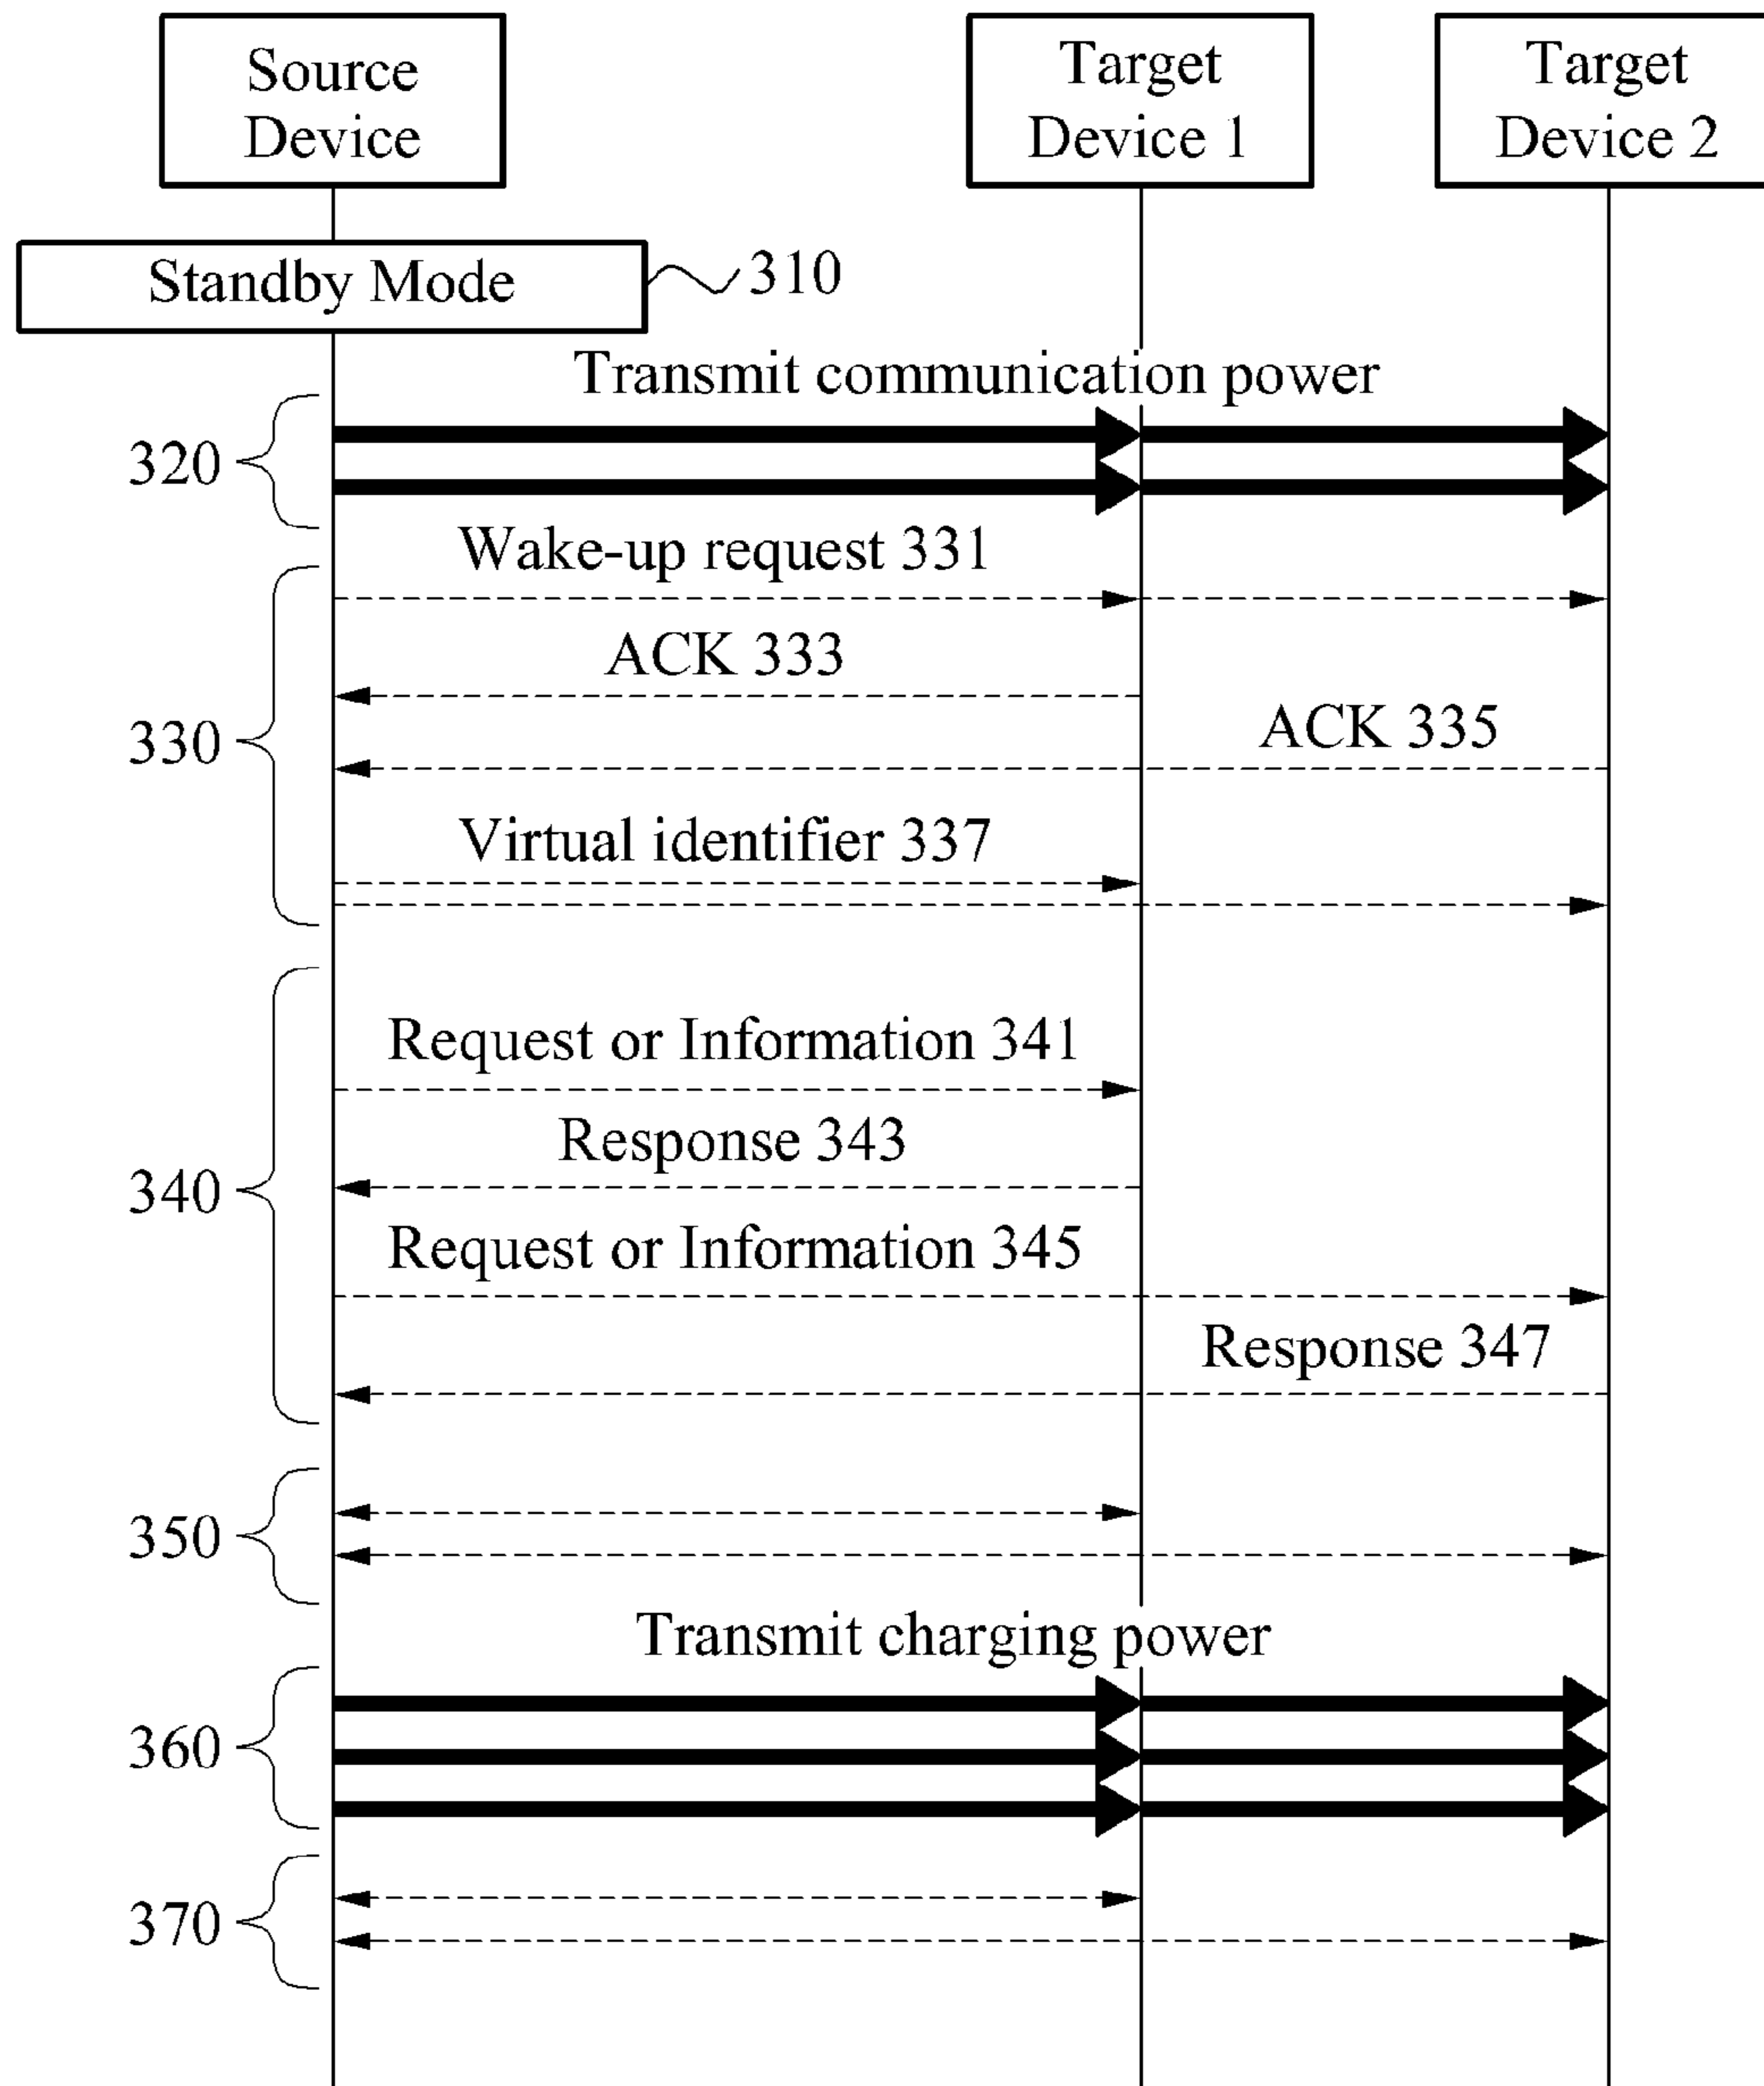 Source
Device
Target
Device 1
Target
Device 2
Standby Mode
310
Transmit communication power
320
Wake-up request 331
ACK 333
330
ACK 335
Virtual identifier 337
Request or Information 341
Response 343
340
Request or Information 345
Response 347
350
Transmit charging power
360
370